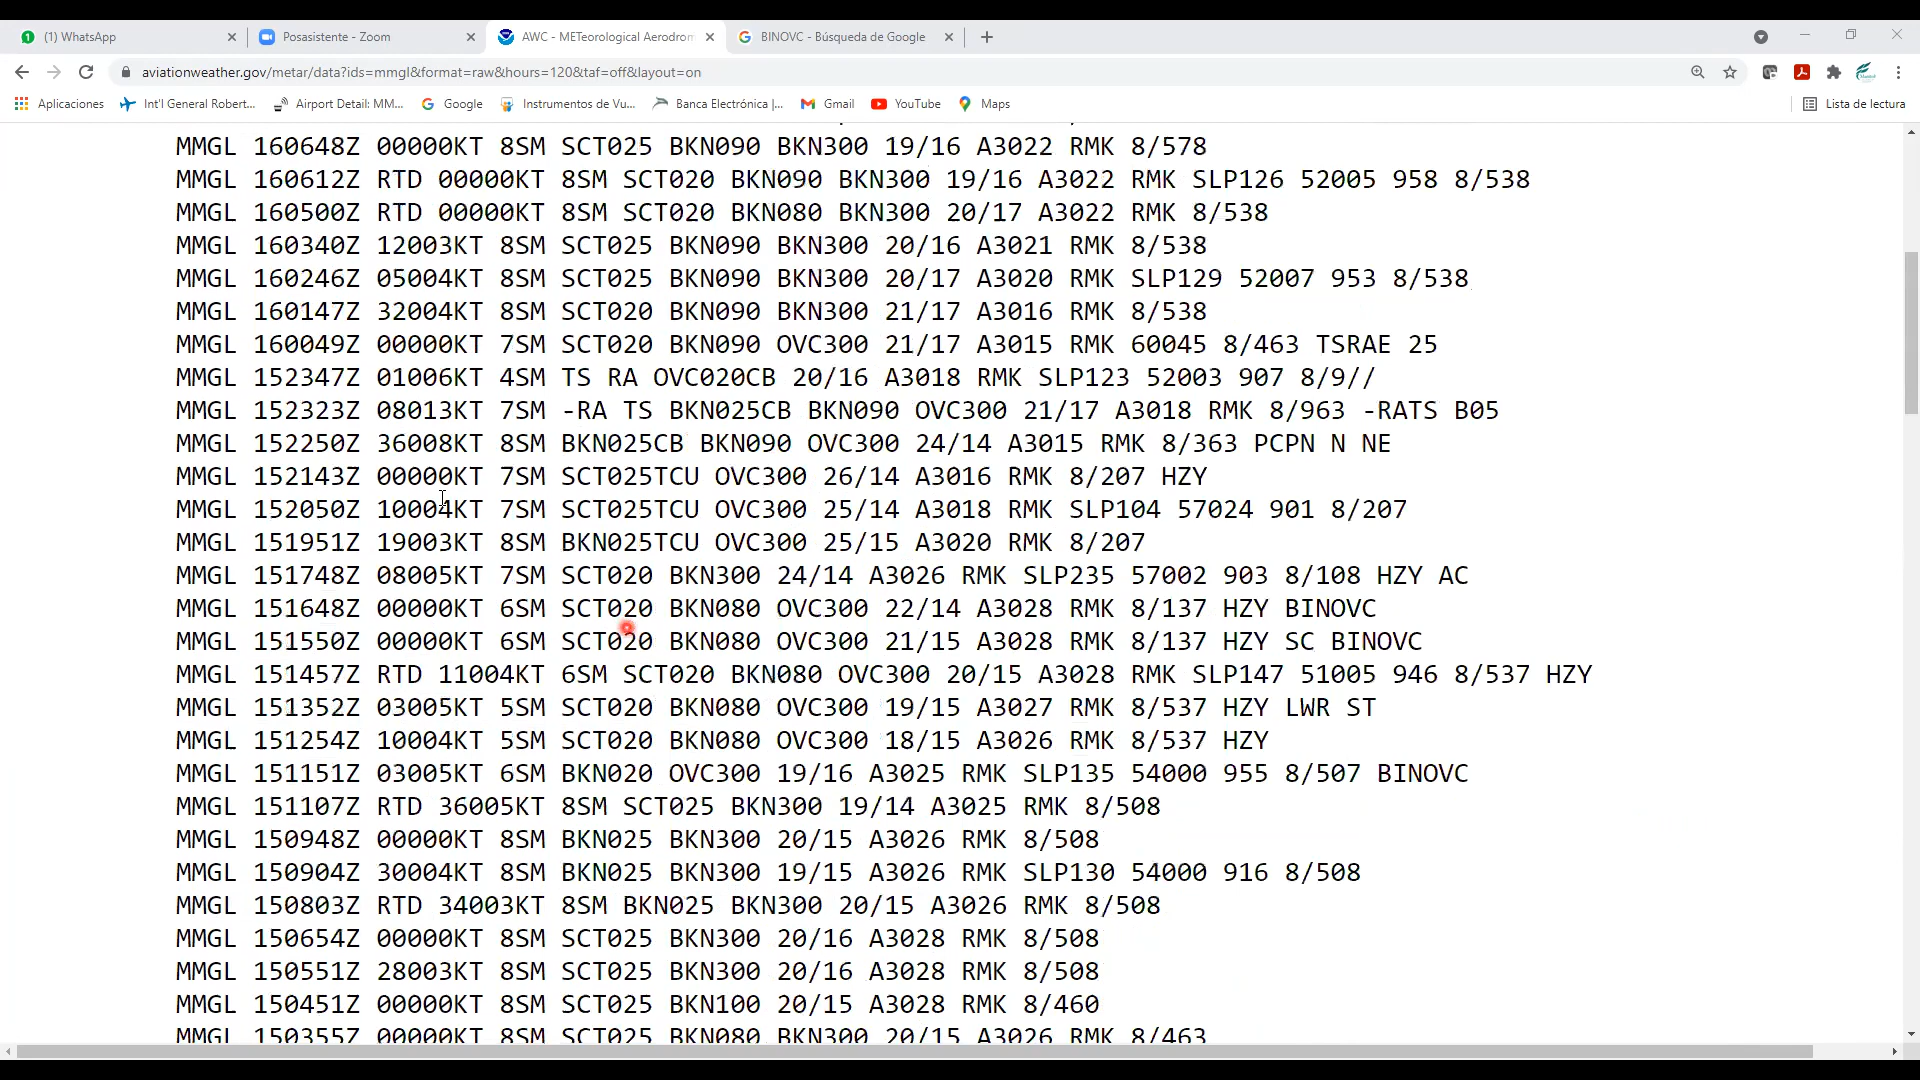 (1) WhatsApp
Posasistente - Zoom
AWC - METeorological Aerodrom
BINOVC - Búsqueda de Google
aviationweather.gov/metar/data?ids=mmgl&format=raw&hours=120&taf=off&layout=on
Aplicaciones
Int'l General Robert...
Airport Detail: MM...
Google
Instrumentos de Vu...
Banca Electrónica |...
Gmail
YouTube
Maps
Lista de lectura
MMGL 160648Z 00000KT 8SM SCT025 BKN090 BKN300 19/16 A3022 RMK 8/578
MMGL 160612Z RTD 00000KT 8SM SCT020 BKN090 BKN300 19/16 A3022 RMK SLP126 52005 958 8/538
MMGL 160500Z RTD 00000KT 8SM SCT020 BKN080 BKN300 20/17 A3022 RMK 8/538
MMGL 160340Z 12003KT 8SM SCT025 BKN090 BKN300 20/16 A3021 RMK 8/538
MMGL 160246Z 05004KT 8SM SCT025 BKN090 BKN300 20/17 A3020 RMK SLP129 52007 953 8/538
MMGL 160147Z 32004KT 8SM SCT020 BKN090 BKN300 21/17 A3016 RMK 8/538
MMGL 160049Z 00000KT 7SM SCT020 BKN090 OVC300 21/17 A3015 RMK 60045 8/463 TSRAE 25
MMGL 152347Z 01006KT 4SM TS RA OVC020CB 20/16 A3018 RMK SLP123 52003 907 8/9//
MMGL 152323Z 08013KT 7SM -RA TS BKN025CB BKN090 OVC300 21/17 A3018 RMK 8/963 -RATS B05
MMGL 152250Z 36008KT 8SM BKN025CB BKN090 OVC300 24/14 A3015 RMK 8/363 PCPN N NE
MMGL 152143Z 00000KT 7SM SCT025TCU OVC300 26/14 A3016 RMK 8/207 HZY
MMGL 152050Z 10004KT 7SM SCT025TCU OVC300 25/14 A3018 RMK SLP104 57024 901 8/207
MMGL 151951Z 19003KT 8SM BKN025TCU OVC300 25/15 A3020 RMK 8/207
MMGL 151748Z 08005KT 7SM SCT020 BKN300 24/14 A3026 RMK SLP235 57002 903 8/108 HZY AC
MMGL 151648Z 00000KT 6SM SCT020 BKN080 OVC300 22/14 A3028 RMK 8/137 HZY BINOVC
MMGL 151550Z 00000KT 6SM SCT020 BKN080 OVC300 21/15 A3028 RMK 8/137 HZY SC BINOVC
MMGL 151457Z RTD 11004KT 6SM SCT020 BKN080 OVC300 20/15 A3028 RMK SLP147 51005 946 8/537 HZY
MMGL 151352Z 03005KT 5SM SCT020 BKN080 OVC300 19/15 A3027 RMK 8/537 HZY LWR ST
MMGL 151254Z 10004KT 5SM SCT020 BKN080 OVC300 18/15 A3026 RMK 8/537 HZY
MMGL 151151Z 03005KT 6SM BKN020 OVC300 19/16 A3025 RMK SLP135 54000 955 8/507 BINOVC
MMGL 151107Z RTD 36005KT 8SM SCT025 BKN300 19/14 A3025 RMK 8/508
MMGL 150948Z 00000KT 8SM BKN025 BKN300 20/15 A3026 RMK 8/508
MMGL 150904Z 30004KT 8SM BKN025 BKN300 19/15 A3026 RMK SLP130 54000 916 8/508
MMGL 150803Z RTD 34003KT 8SM BKN025 BKN300 20/15 A3026 RMK 8/508
MMGL 150654Z 00000KT 8SM SCT025 BKN300 20/16 A3028 RMK 8/508
MMGL 150551Z 28003KT 8SM SCT025 BKN300 20/16 A3028 RMK 8/508
MMGL 150451Z 00000KT 8SM SCT025 BKN100 20/15 A3028 RMK 8/460
MMGL 150355Z 00000KT 8SM SCT025 BKN080 BKN300 20/15 A3026 RMK 8/463